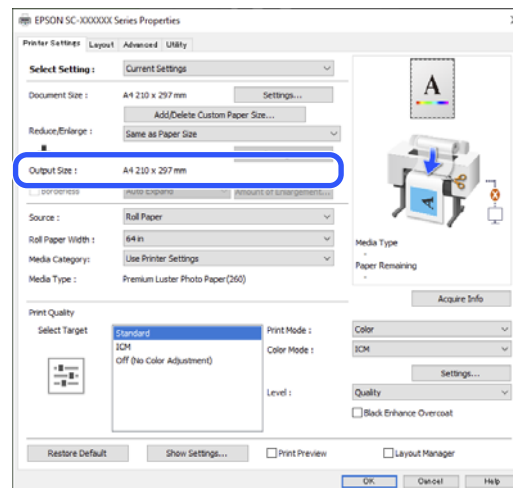 EPSON SC-XXXXXX Series Properties
Printer Settings Layout Advanced Utility
Select Setting : Current Settings
Document Size : A4 210 x 297 mm Settings...
Add/Delete Custom Paper Size...
Reduce/Enlarge : Same as Paper Size
Output Size : A4 210 x 297 mm
Borderless Auto Expand Amount of Enlargement...
Source : Roll Paper
Roll Paper Width : 64 in
Media Category: Use Printer Settings
Media Type : Premium Luster Photo Paper(260)
A
Media Type
-
Paper Remaining
-
Acquire Info
Print Quality
Select Target
Standard
ICM
Off (No Color Adjustment)
Print Mode : Color
Color Mode : ICM
Settings...
Level : Quality
Black Enhance Overcoat
Restore Default Show Settings... Print Preview Layout Manager
OK Cancel Help